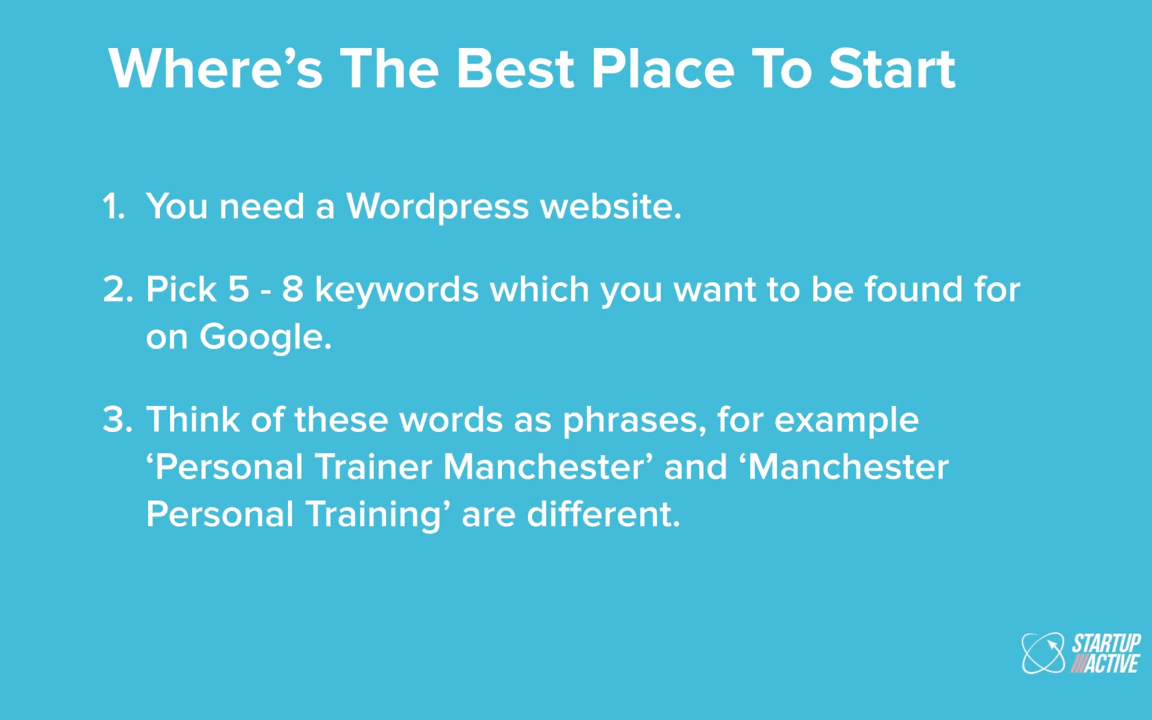 Where’s The Best Place To Start
1. You need a Wordpress website.
2. Pick 5 - 8 keywords which you want to be found for
on Google.
3. Think of these words as phrases, for example
‘Personal Trainer Manchester’ and ‘Manchester
Personal Training’ are different.
STARTUP
ACTIVE